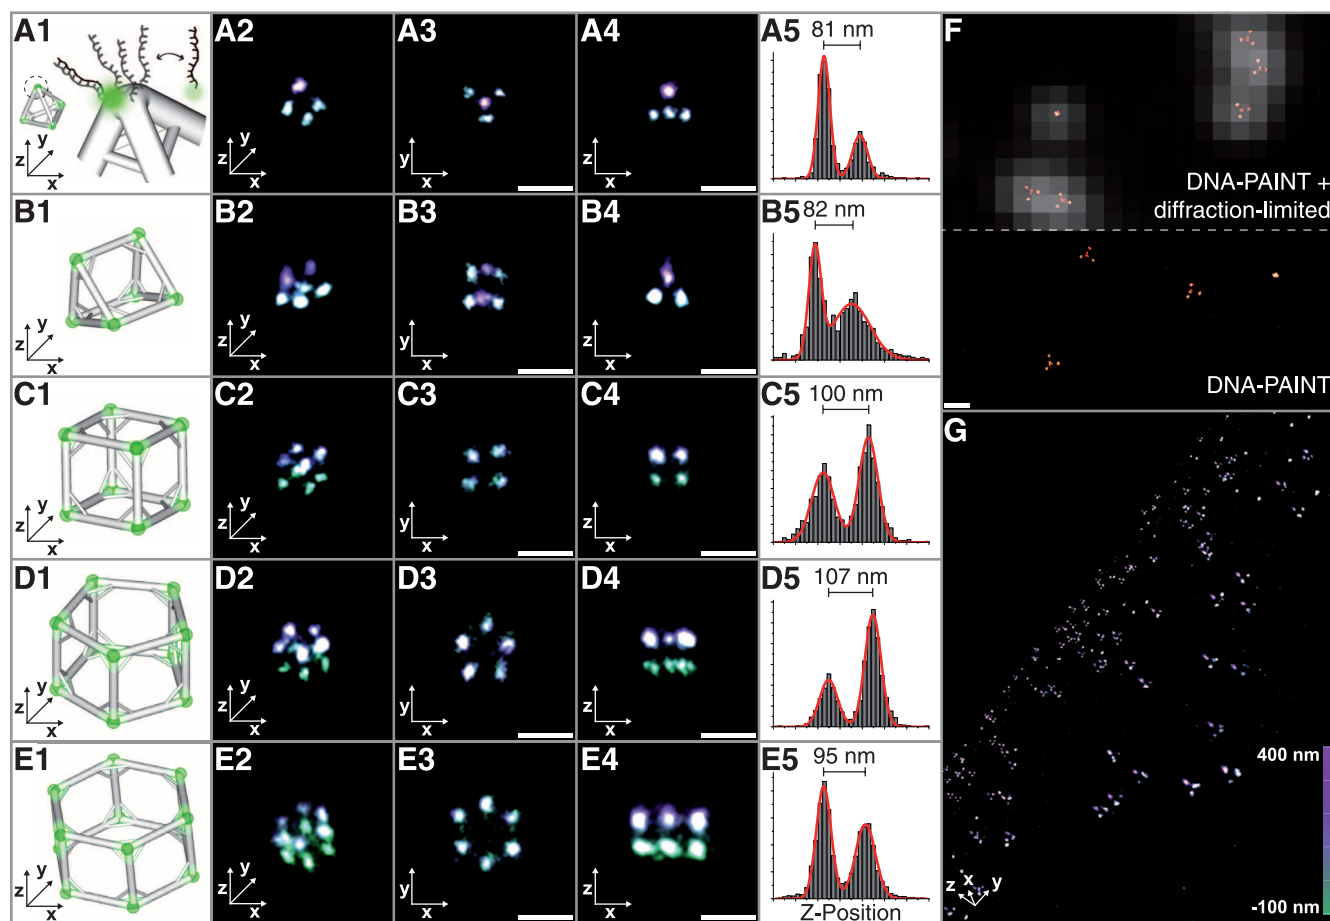 A1
y
z
x
A2
y
z
x
A3
y
x
A4
z
x
A5
81 nm
F
DNA-PAINT +
diffraction-limited
DNA-PAINT
B1
y
z
x
B2
y
z
x
B3
y
x
B4
z
x
B5
82 nm
C1
y
z
x
C2
y
z
x
C3
y
x
C4
z
x
C5
100 nm
G
400 nm
-100 nm
z
x
y
D1
y
z
x
D2
y
z
x
D3
y
x
D4
z
x
D5
107 nm
E1
y
z
x
E2
y
z
x
E3
y
x
E4
z
x
E5
95 nm
Z-Position